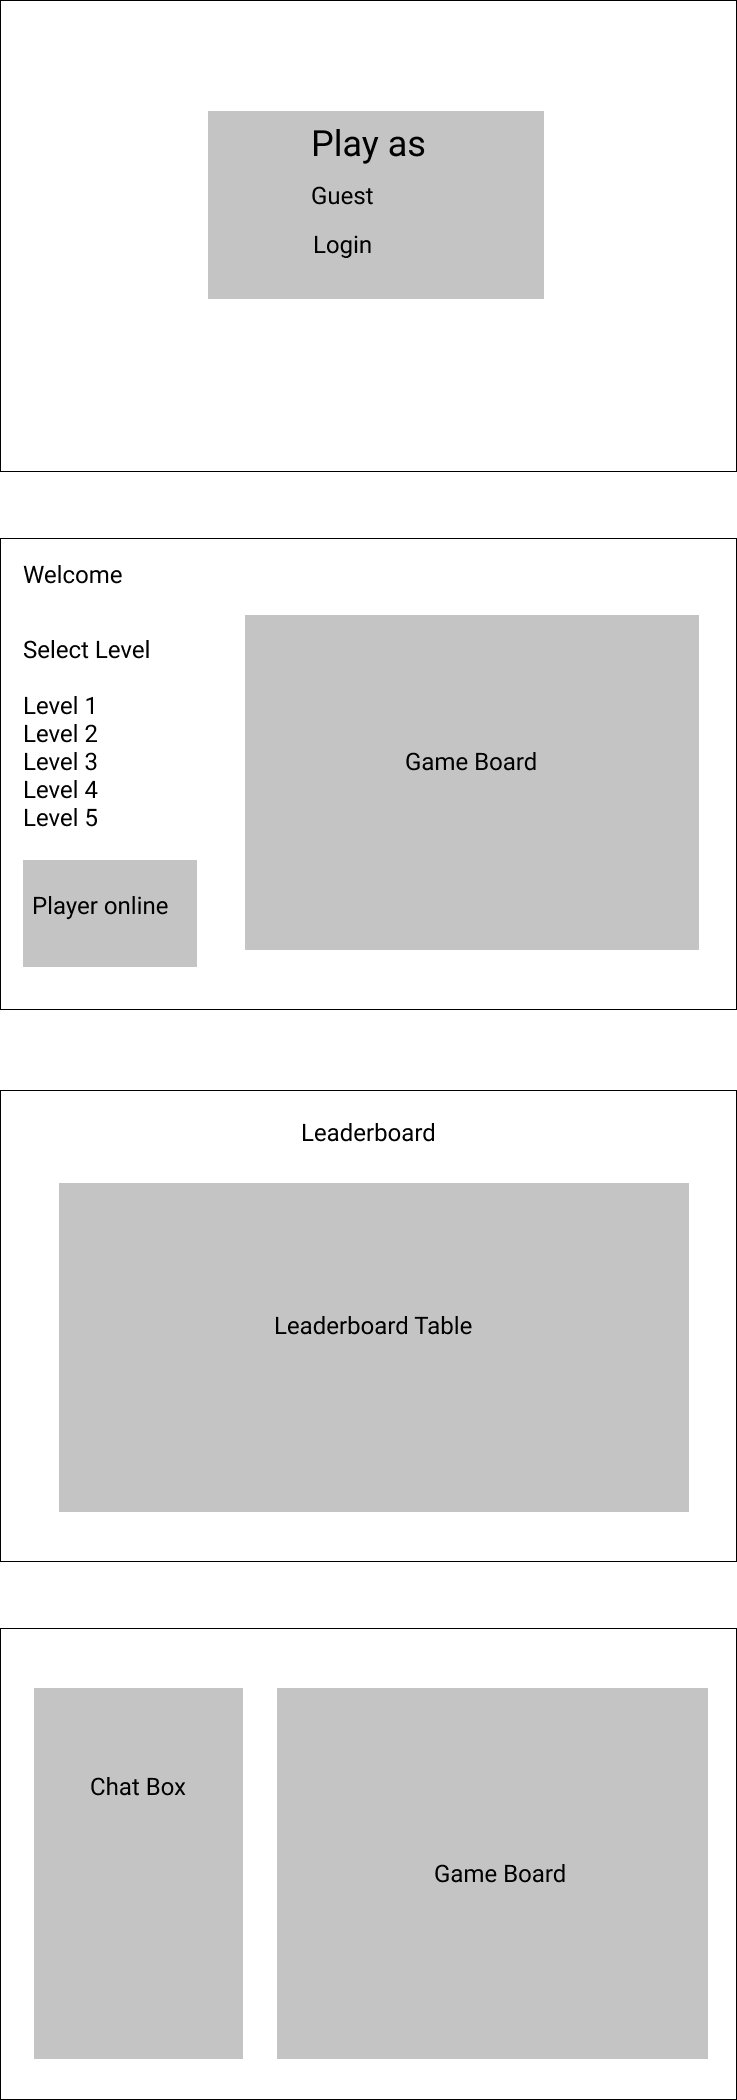 Play as
Guest
Login
Welcome
Select Level
Level 1
Level 2
Level 3
Level 4
Level 5
Player online
Game Board
Leaderboard
Leaderboard Table
Chat Box
Game Board